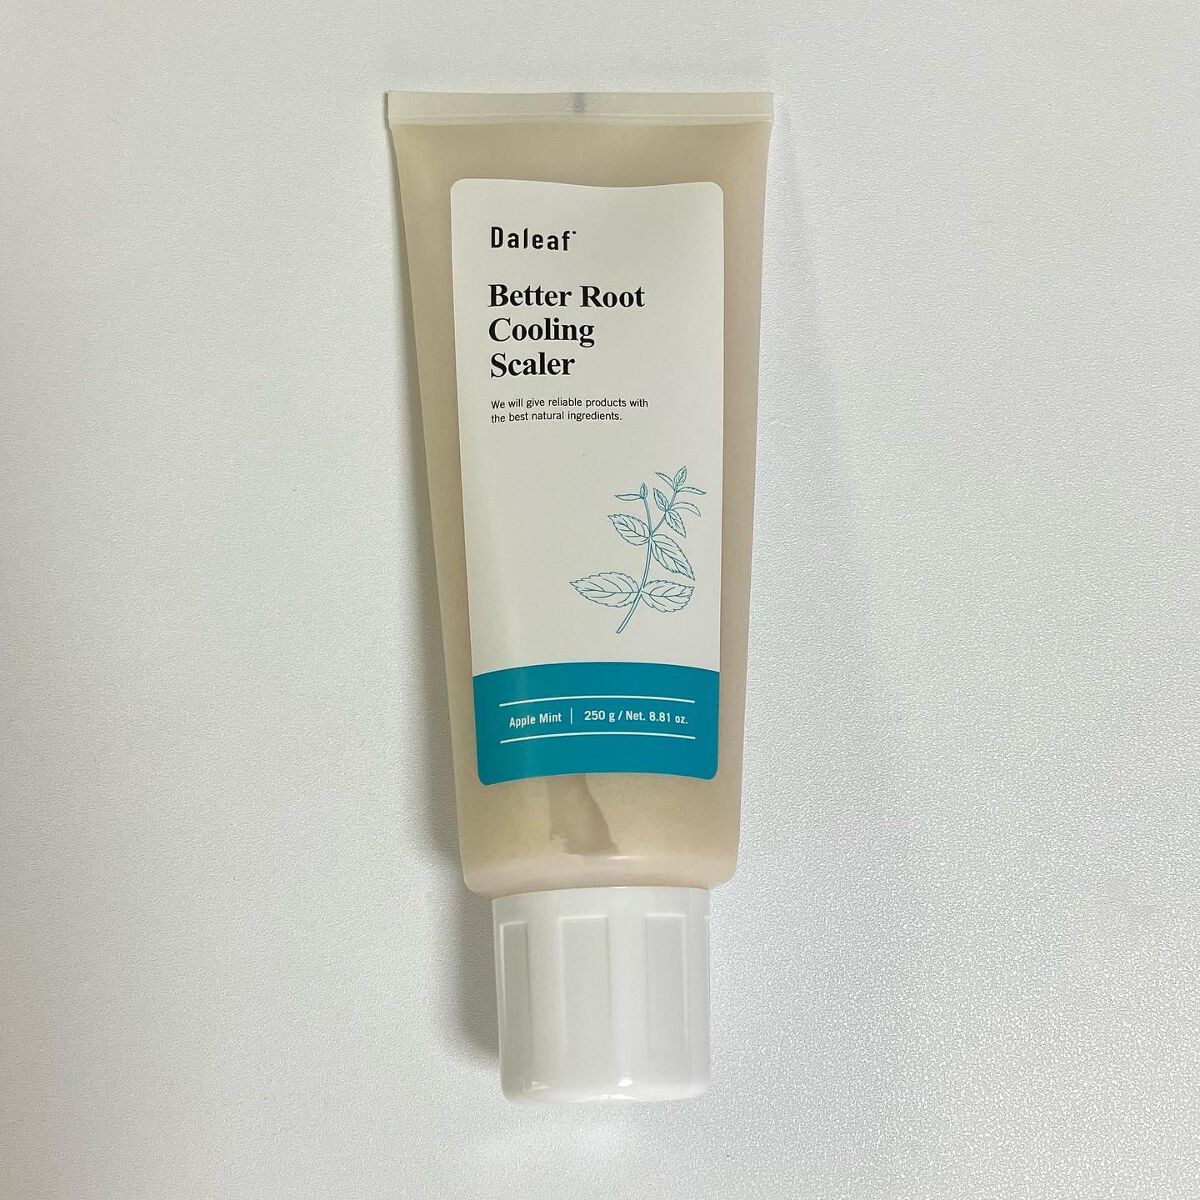 Daleaf
Better Root
Cooling
Scaler
We will give reliable products with
the best natural ingredients.
Apple Mint | 250 g / Net. 8.81 oz.